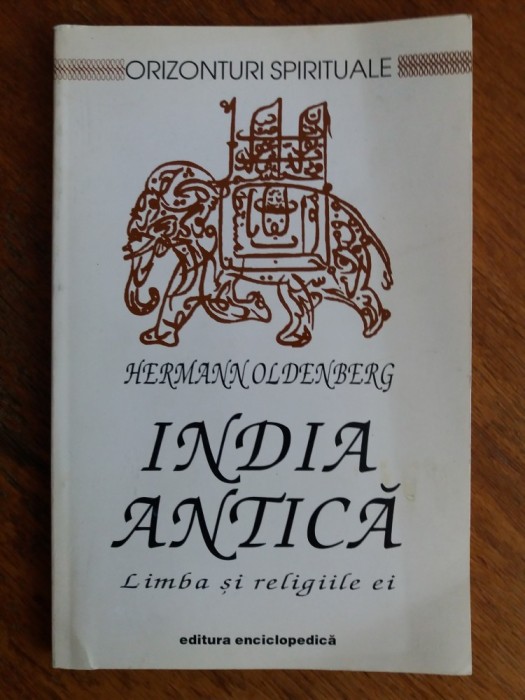 ORIZONTURI SPIRITUALE
HERMANN OLDENBERG
INDIA
ANTICĂ
Limba și religiile ei
editura enciclopedică